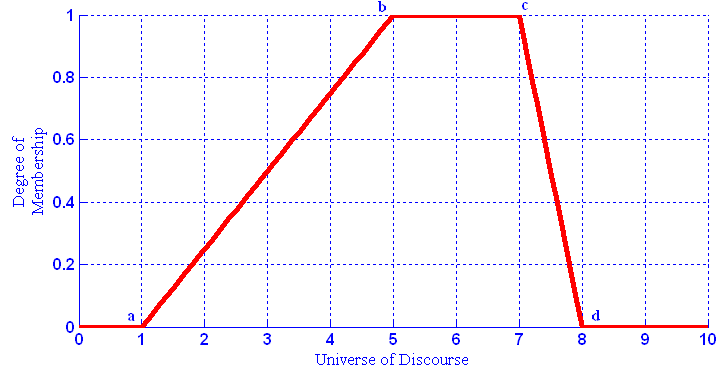 b
c
1
0.8
0.6
0.4
0.2
0
Degree of
Membership
a
d
0 1 2 3 4 5 6 7 8 9 10
Universe of Discourse